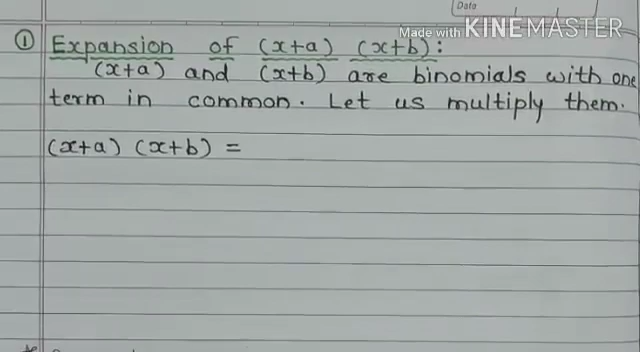 Date
Made with KINEMASTER
① Expansion of (x+a) (x+b):
(x+a) and (x+b) are binomials with one
term in common. Let us multiply them.
(x+a) (x+b) =